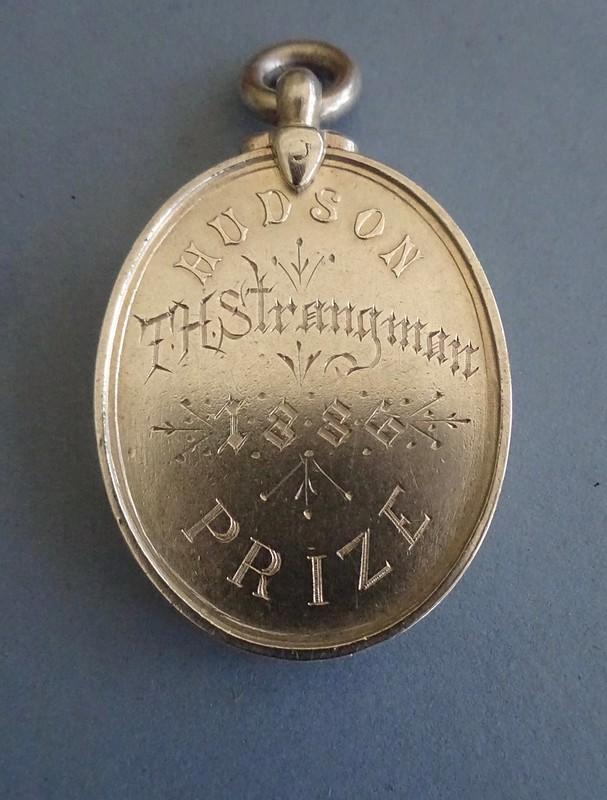 HUDSON
T.H.Strangman
1886
PRIZE